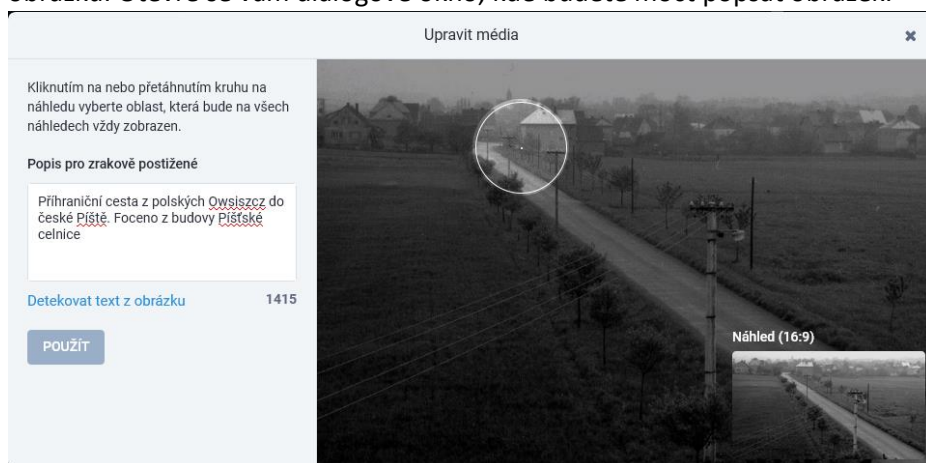 obrázku. Otevře se vám dialogové okno, kde budete moct popsat obrázek.
Upravit média
Kliknutím na nebo přetáhnutím kruhu na
náhledu vyberte oblast, která bude na všech
náhledech vždy zobrazen.
Popis pro zrakově postižené
Příhraniční cesta z polských Owsiszcz do
české Píště. Foceno z budovy Píšťské
celnice
Detekovat text z obrázku 1415
POUŽÍT
Náhled (16:9)